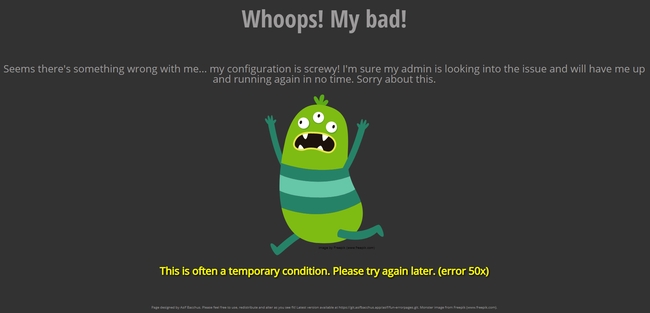 Whoops! My bad!
Seems there's something wrong with me... my configuration is screwy! I'm sure my admin is looking into the issue and will have me up
and running again in no time. Sorry about this.
This is often a temporary condition. Please try again later. (error 50x)